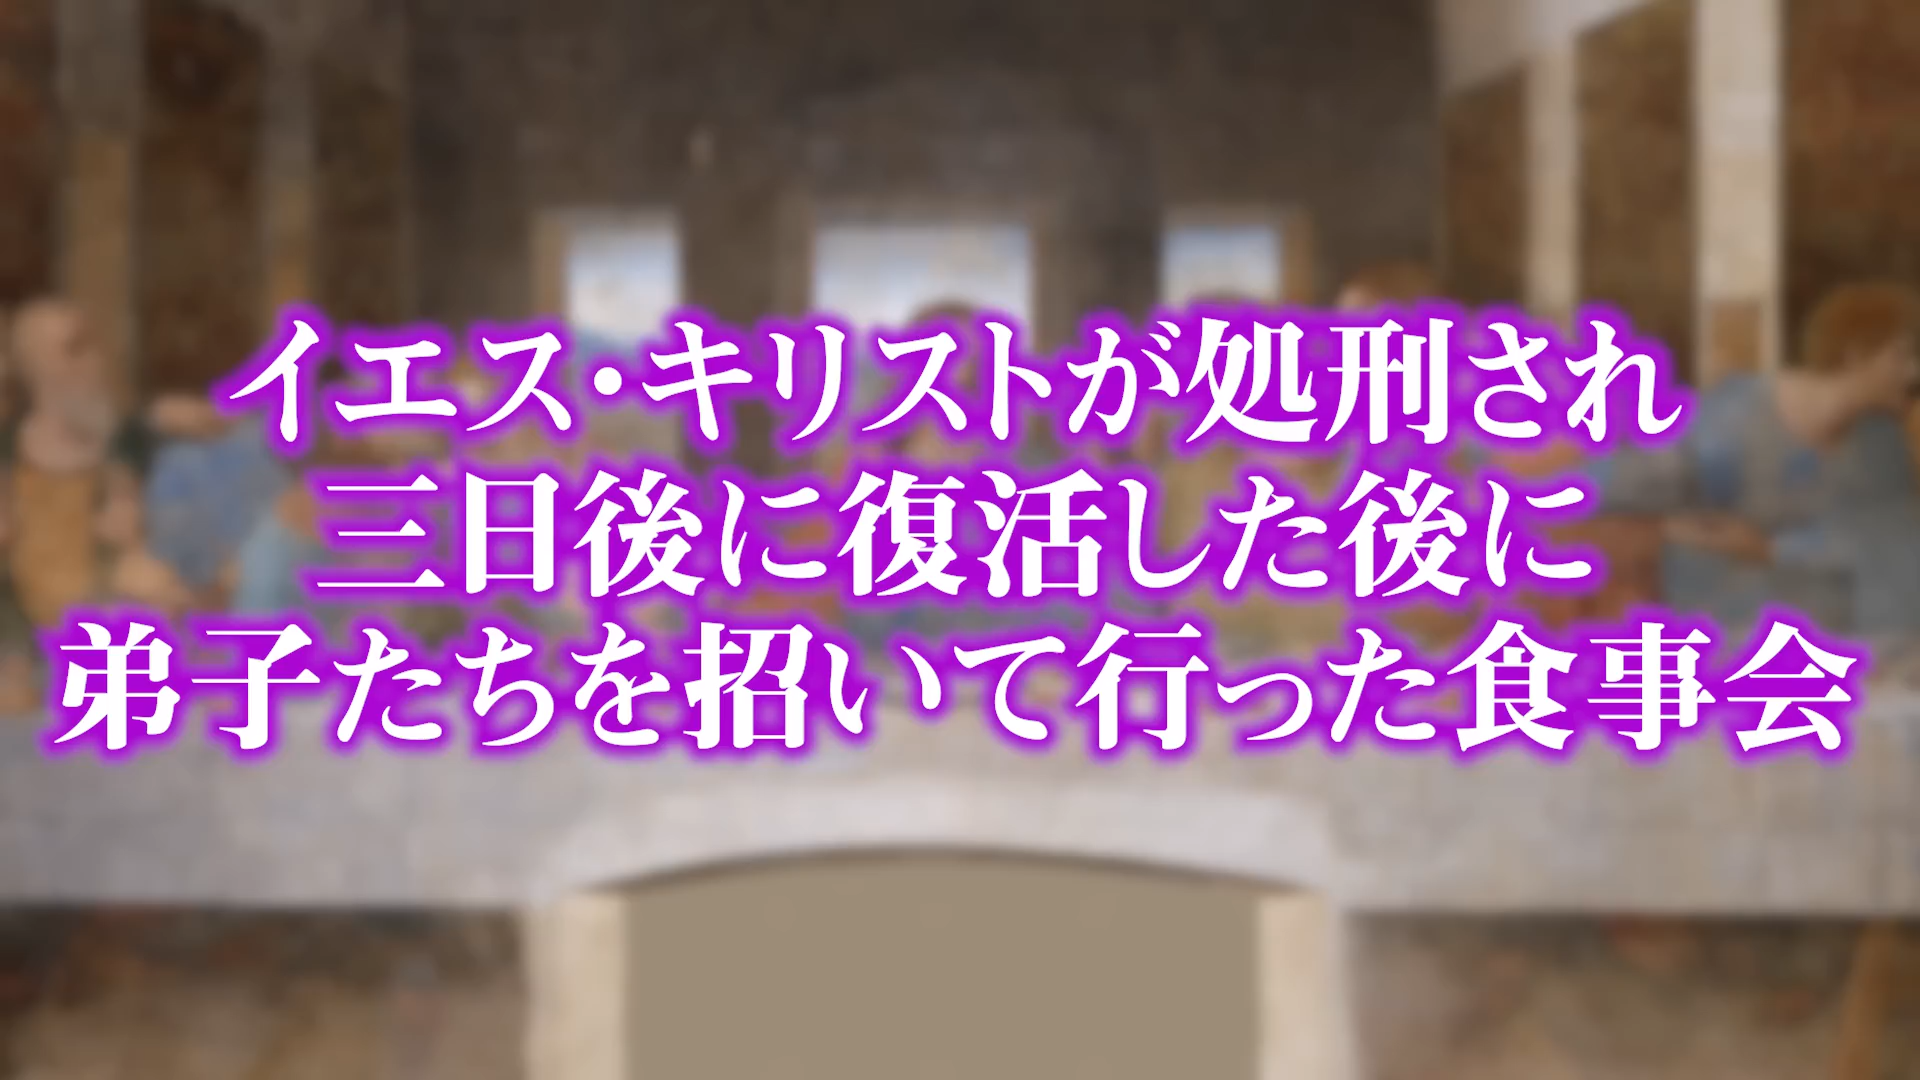 イエス・キリストが処刑され
三日後に復活した後に
弟子たちを招いて行った食事会